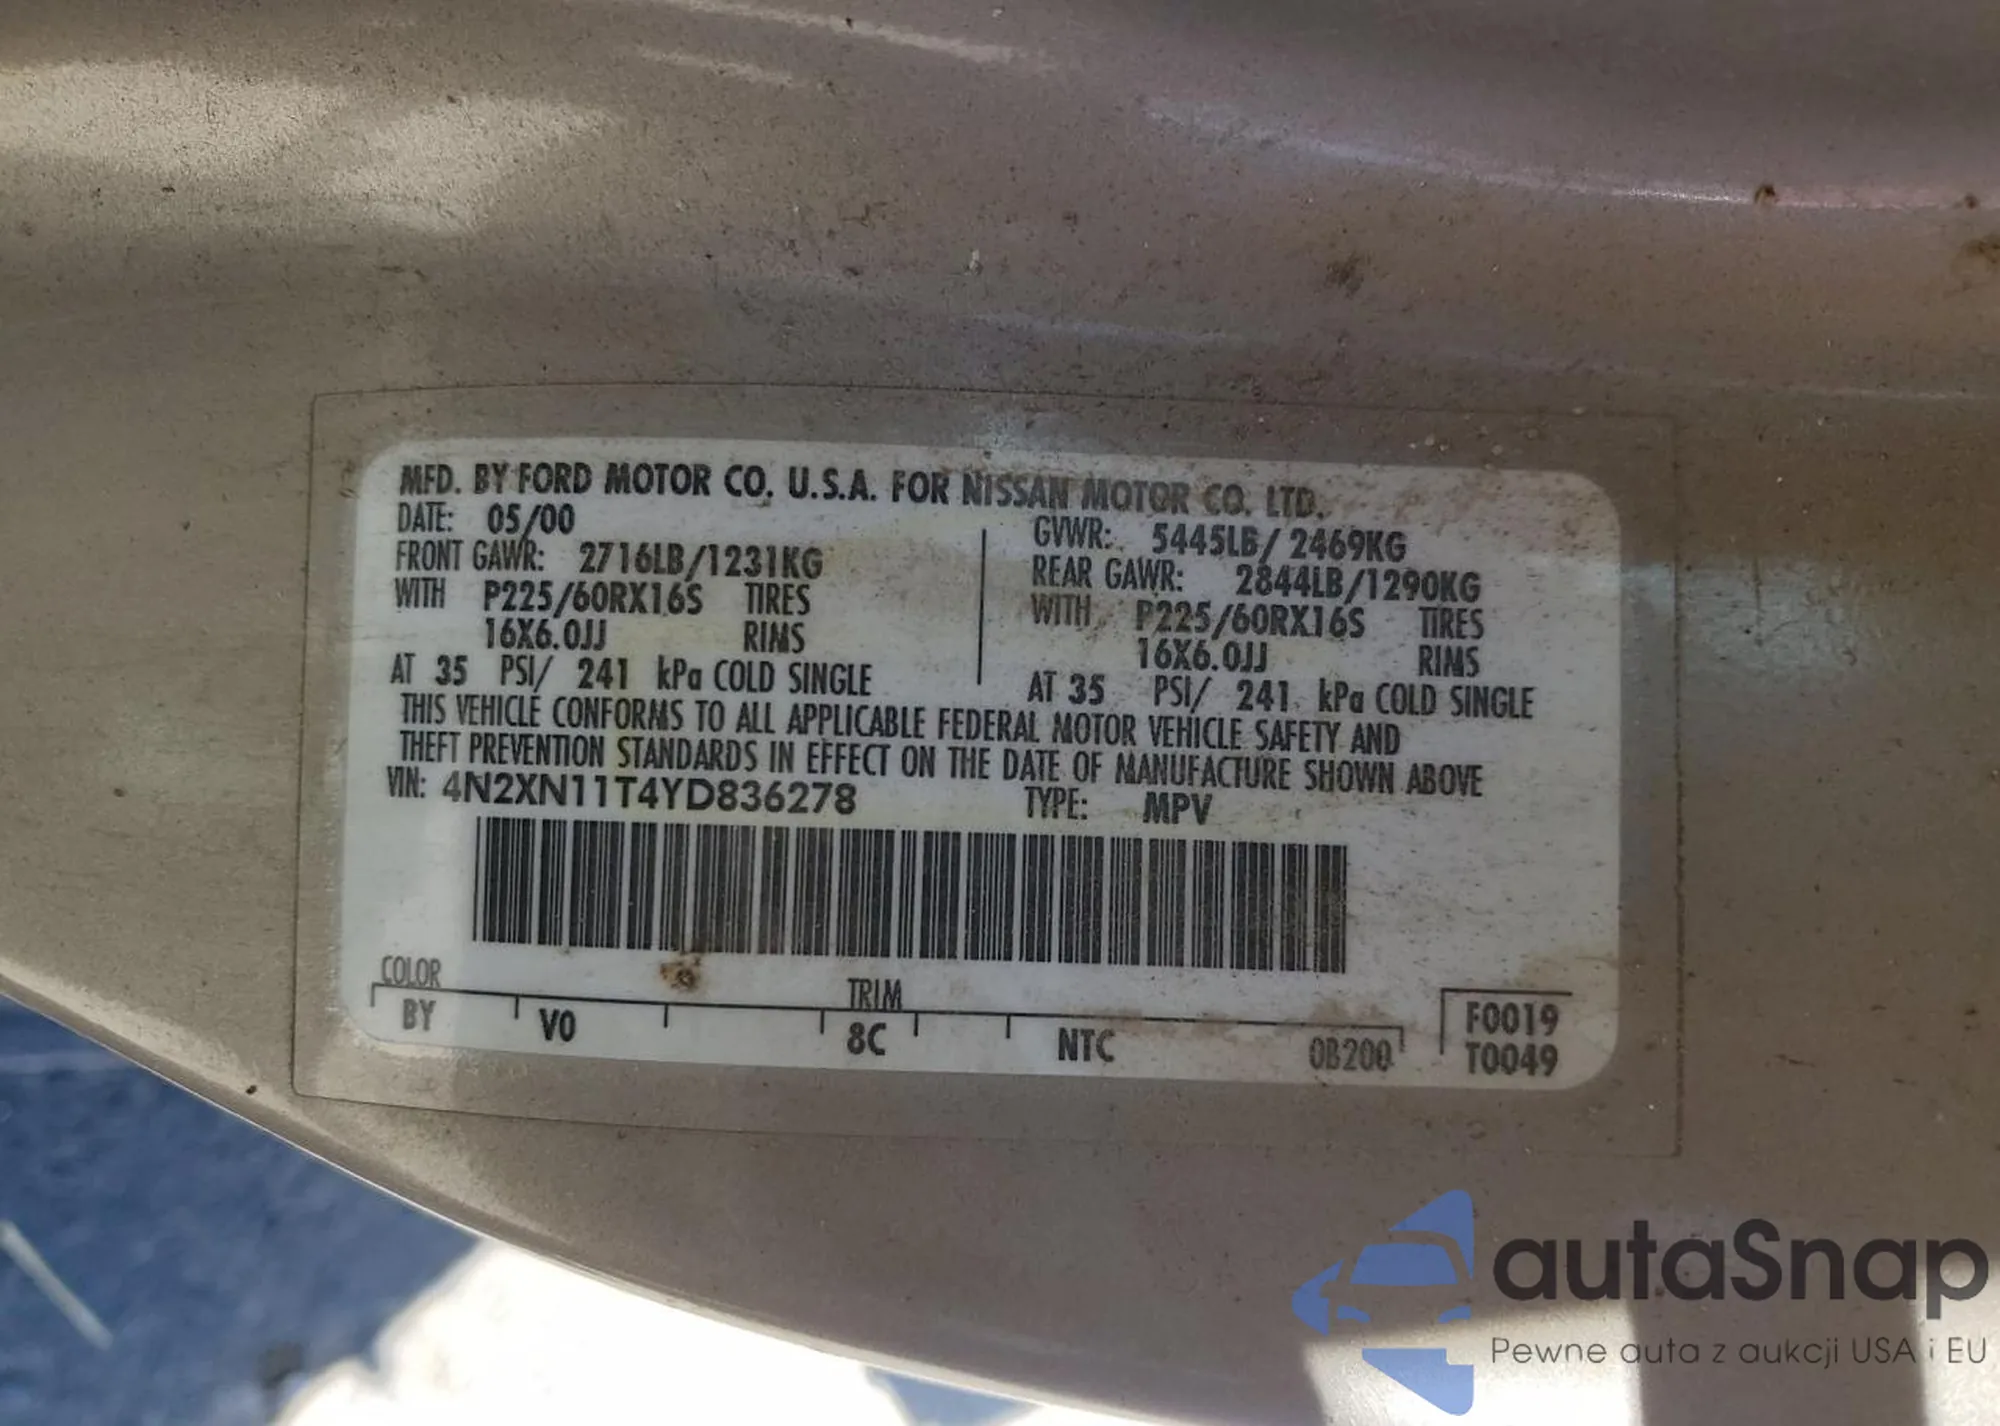 MFD. BY FORD MOTOR CO. U.S.A. FOR NISSAN MOTOR CO. LTD.
DATE: 05/00
GVWR: 5445LB/ 2469KG
FRONT GAWR: 2716LB/1231KG
REAR GAWR: 2844LB/1290KG
WITH P225/60RX16S TIRES
WITH P225/60RX16S TIRES
16X6.0JJ RIMS
16X6.0JJ RIMS
AT 35 PSI/ 241 kPa COLD SINGLE
AT 35 PSI/ 241 kPa COLD SINGLE
THIS VEHICLE CONFORMS TO ALL APPLICABLE FEDERAL MOTOR VEHICLE SAFETY AND
THEFT PREVENTION STANDARDS IN EFFECT ON THE DATE OF MANUFACTURE SHOWN ABOVE
VIN: 4N2XN11T4YD836278 TYPE: MPV
COLOR TRIM
BY V0 8C NTC 0B200
F0019
T0049
autaSnap
Pewne auta z aukcji USA i EU